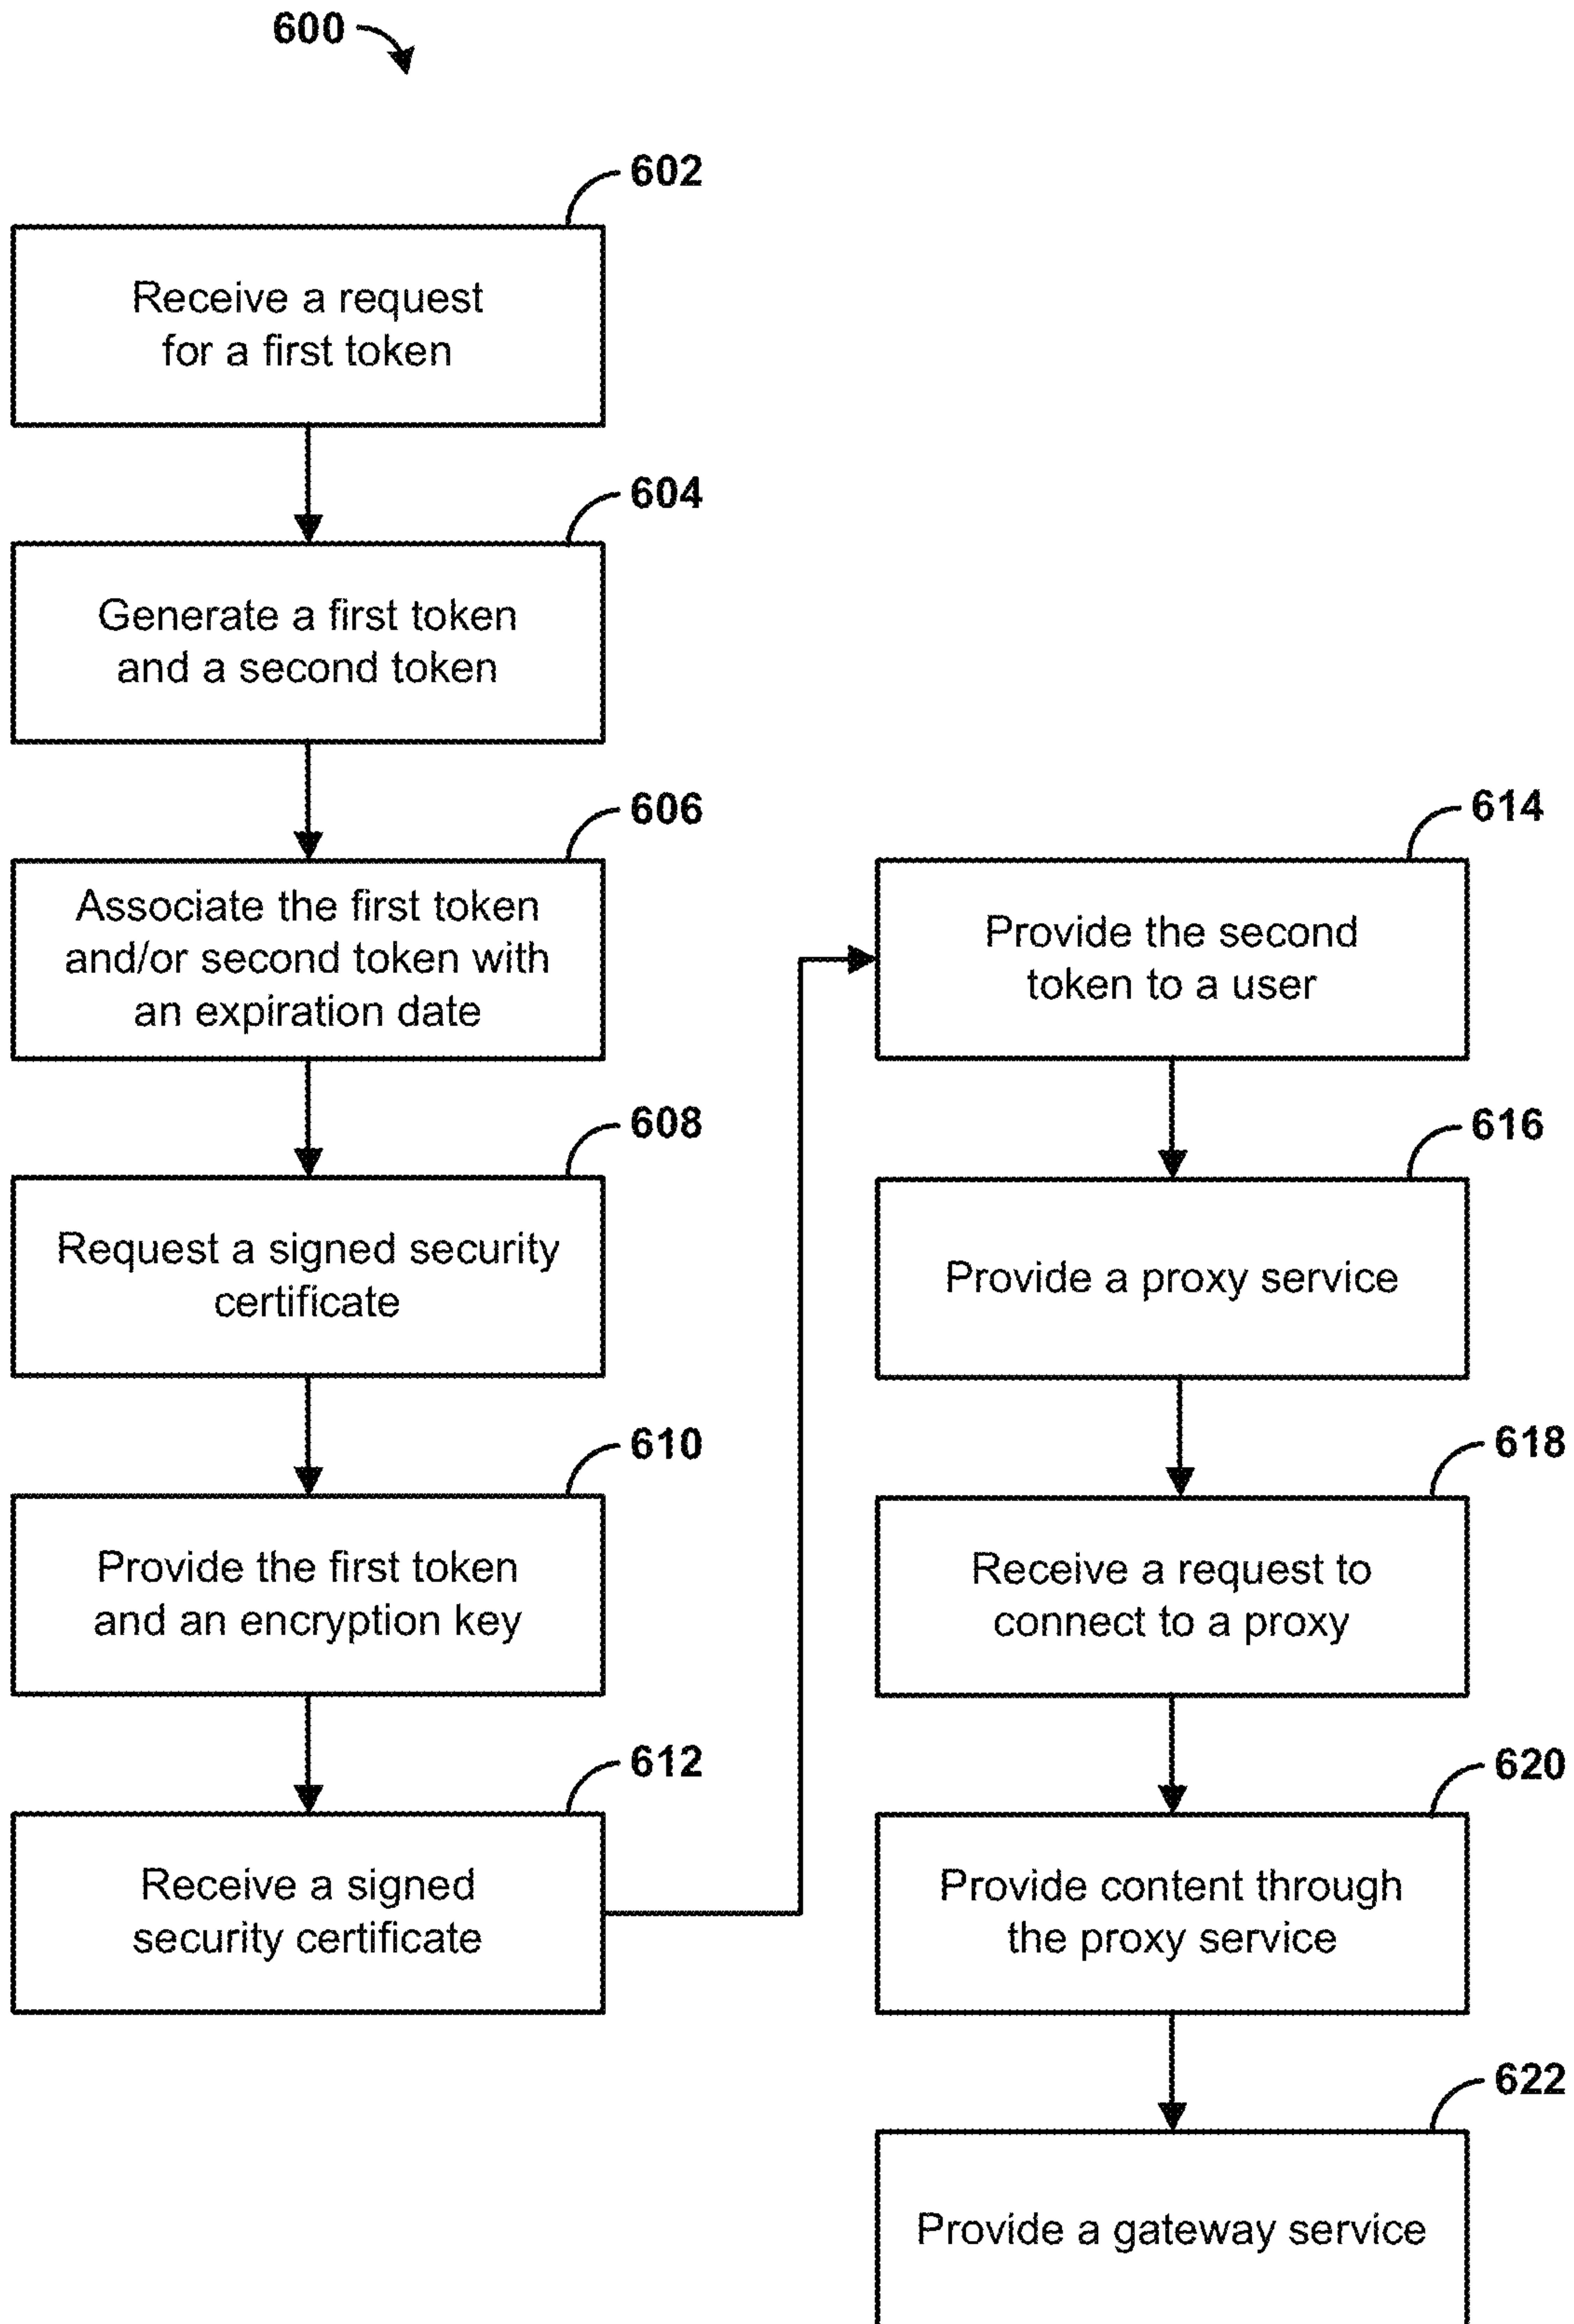 600
602
Receive a request
for a first token
604
Generate a first token
and a second token
606
Associate the first token
and/or second token with
an expiration date
608
Request a signed security
certificate
610
Provide the first token
and an encryption key
612
Receive a signed
security certificate
614
Provide the second
token to a user
616
Provide a proxy service
618
Receive a request to
connect to a proxy
620
Provide content through
the proxy service
622
Provide a gateway service